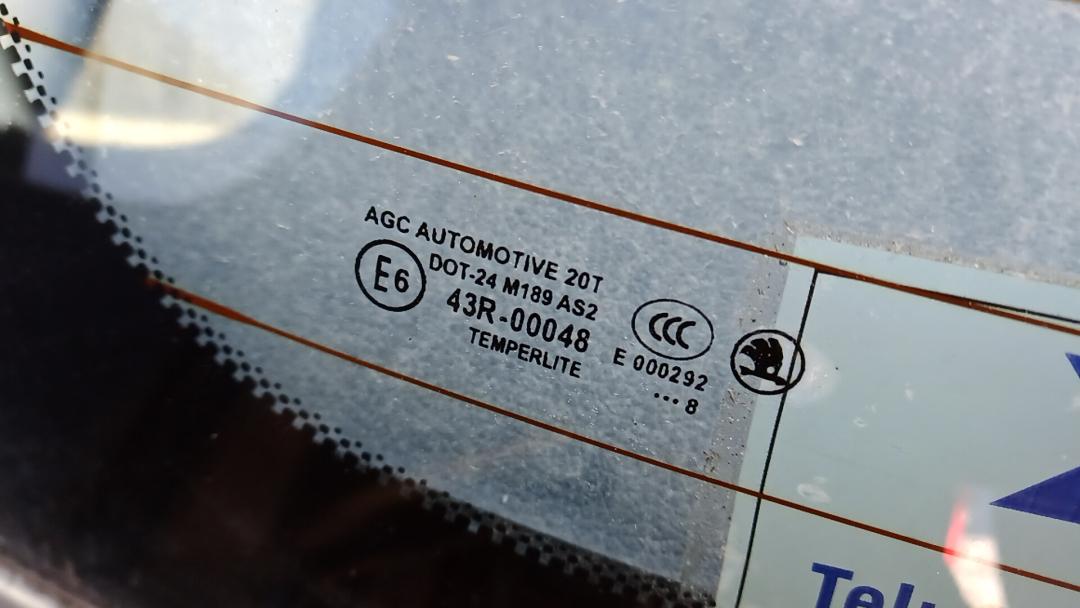 AGC AUTOMOTIVE 20T
E6
DOT-24 M189 AS2
43R-00048
TEMPERLITE
CCC
E 000292
... 8